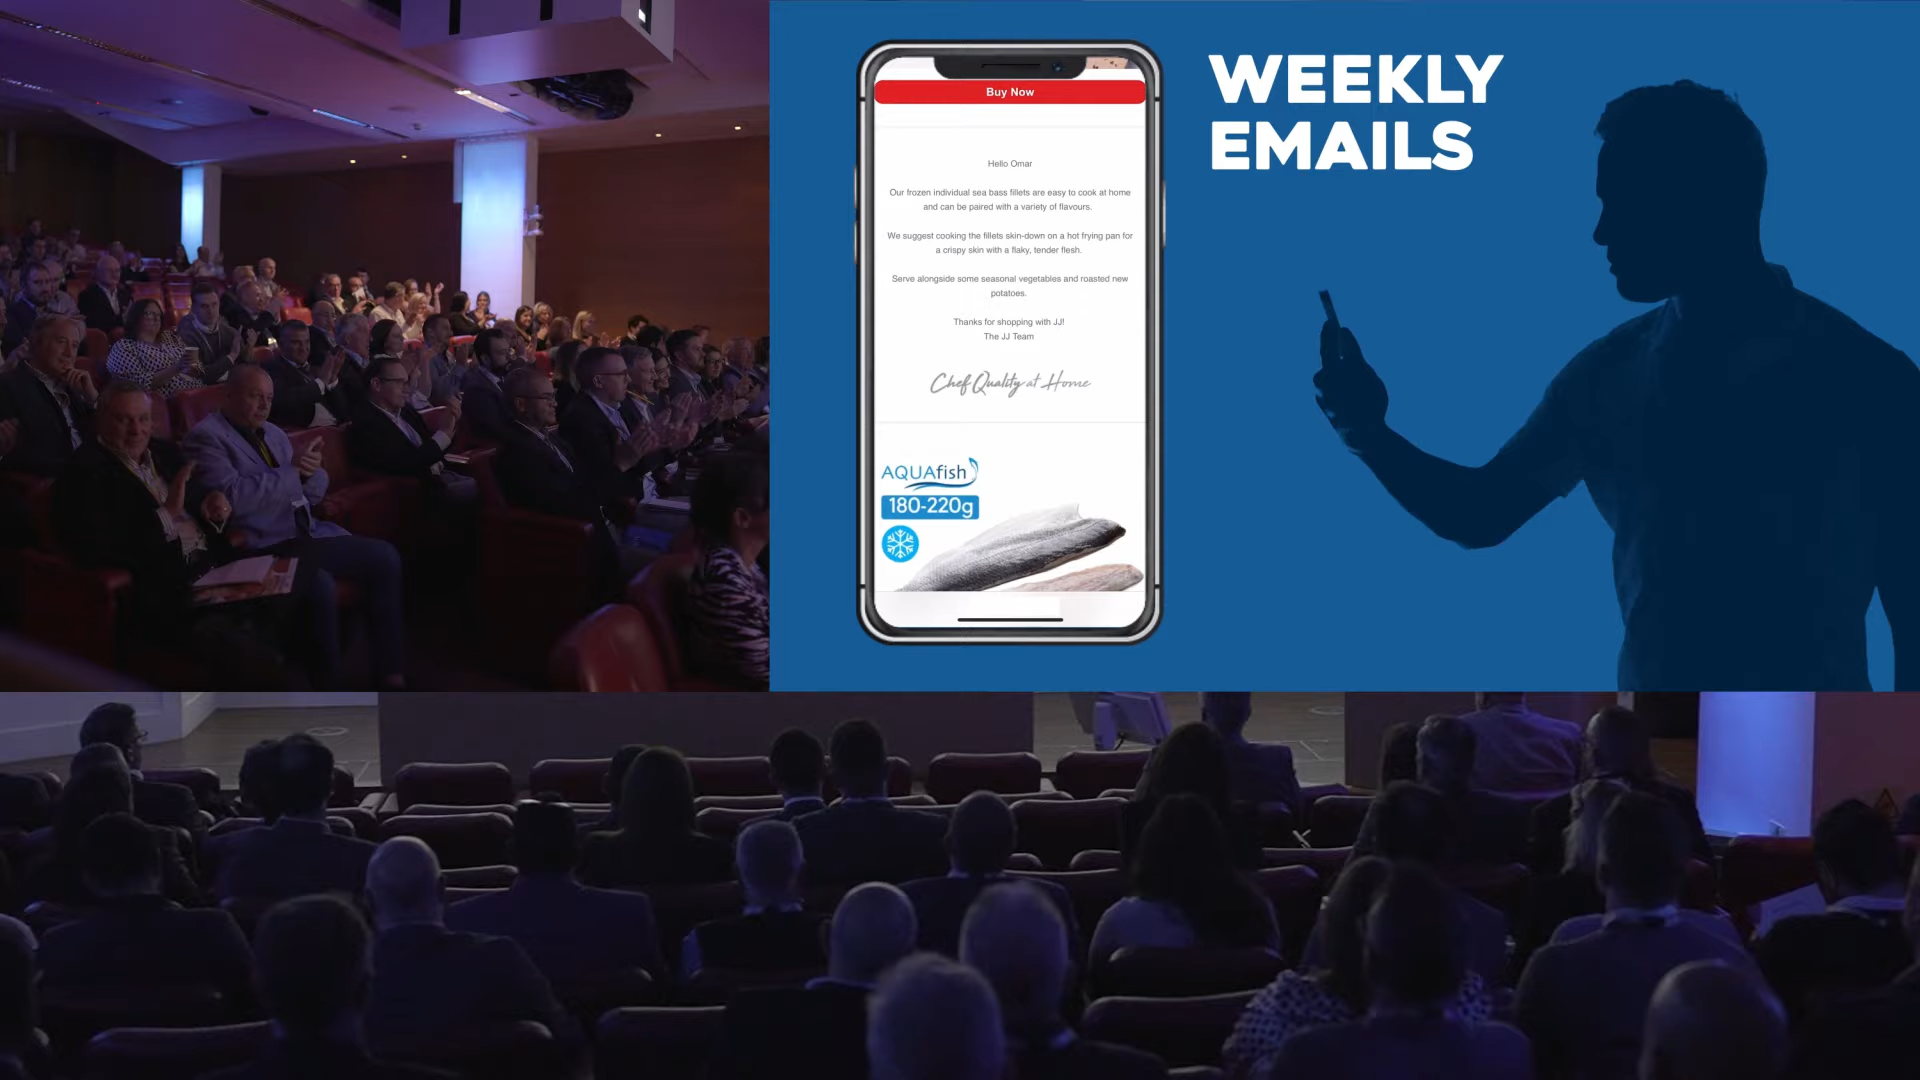 WEEKLY
EMAILS
Buy Now
Hello Omar
Our frozen individual sea bass fillets are easy to cook at home
and can be paired with a variety of flavours.
We suggest cooking the fillets skin-down on a hot frying pan for
a crispy skin with a flaky, tender flesh.
Serve alongside some seasonal vegetables and roasted new
potatoes.
Thanks for shopping with JJ!
The JJ Team
Chef Quality at Home
AQUAfish
180-220g